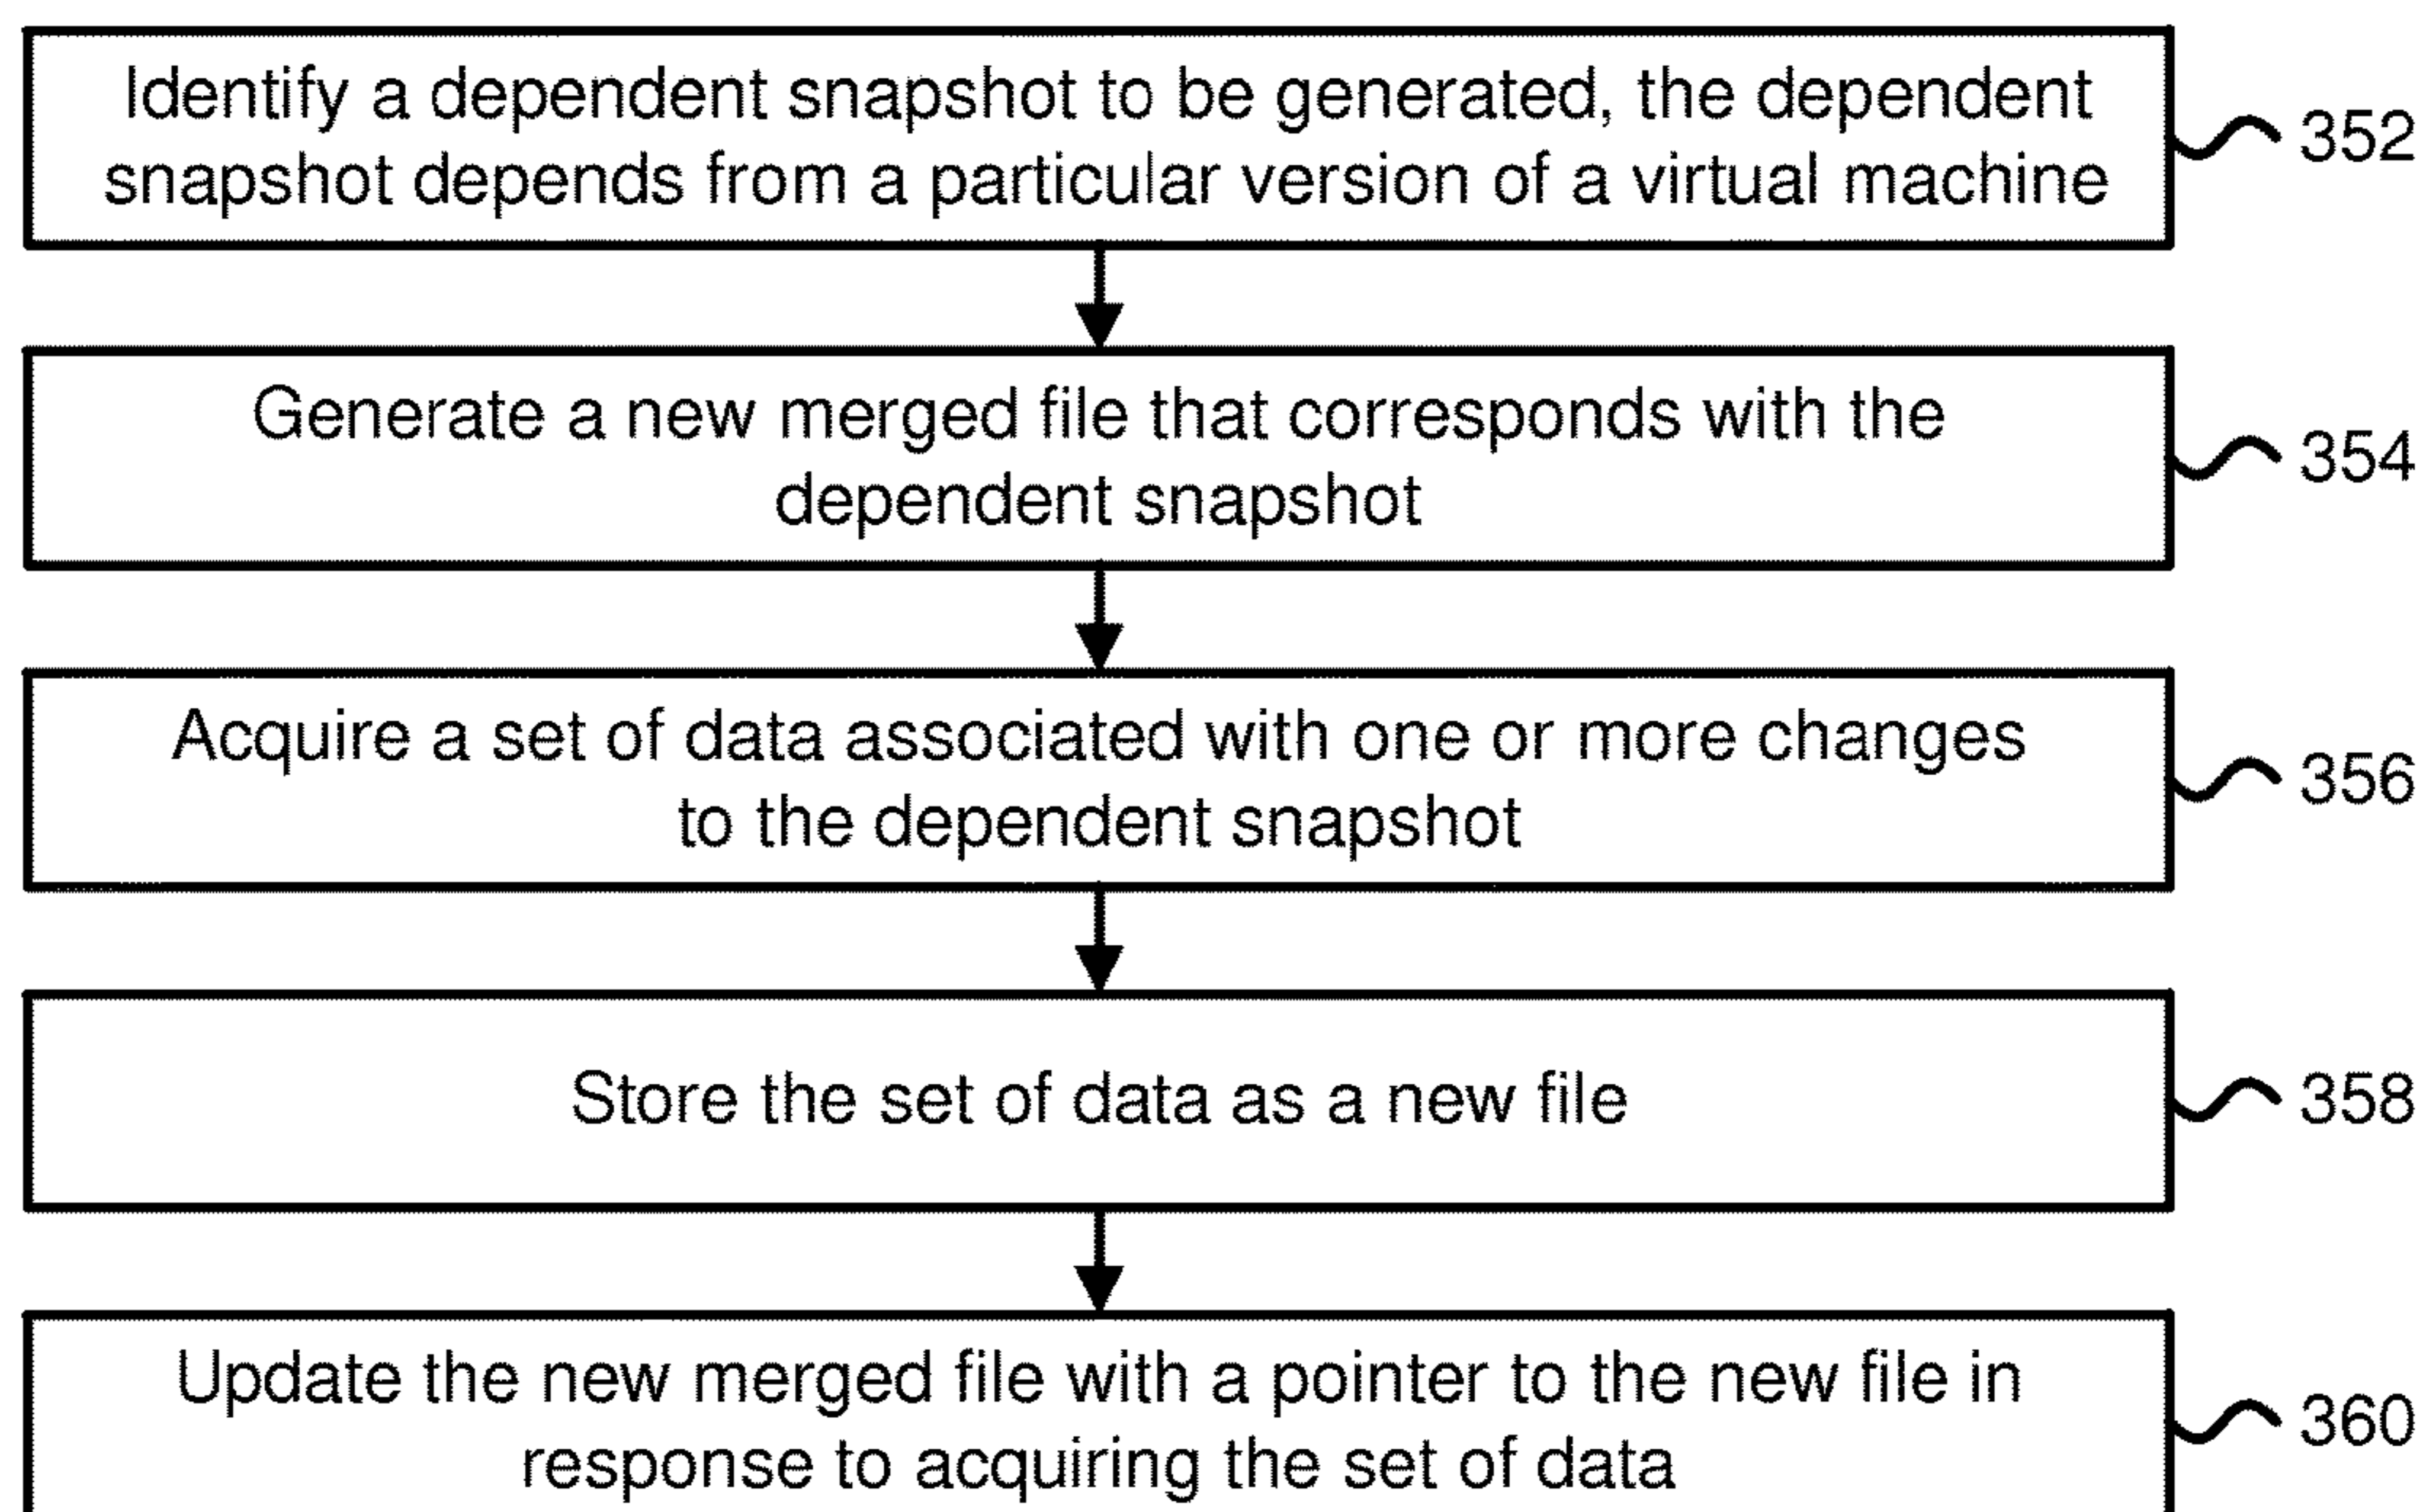 Identify a dependent snapshot to be generated, the dependent
snapshot depends from a particular version of a virtual machine
352
Generate a new merged file that corresponds with the
dependent snapshot
354
Acquire a set of data associated with one or more changes
to the dependent snapshot
356
Store the set of data as a new file
358
Update the new merged file with a pointer to the new file in
response to acquiring the set of data
360